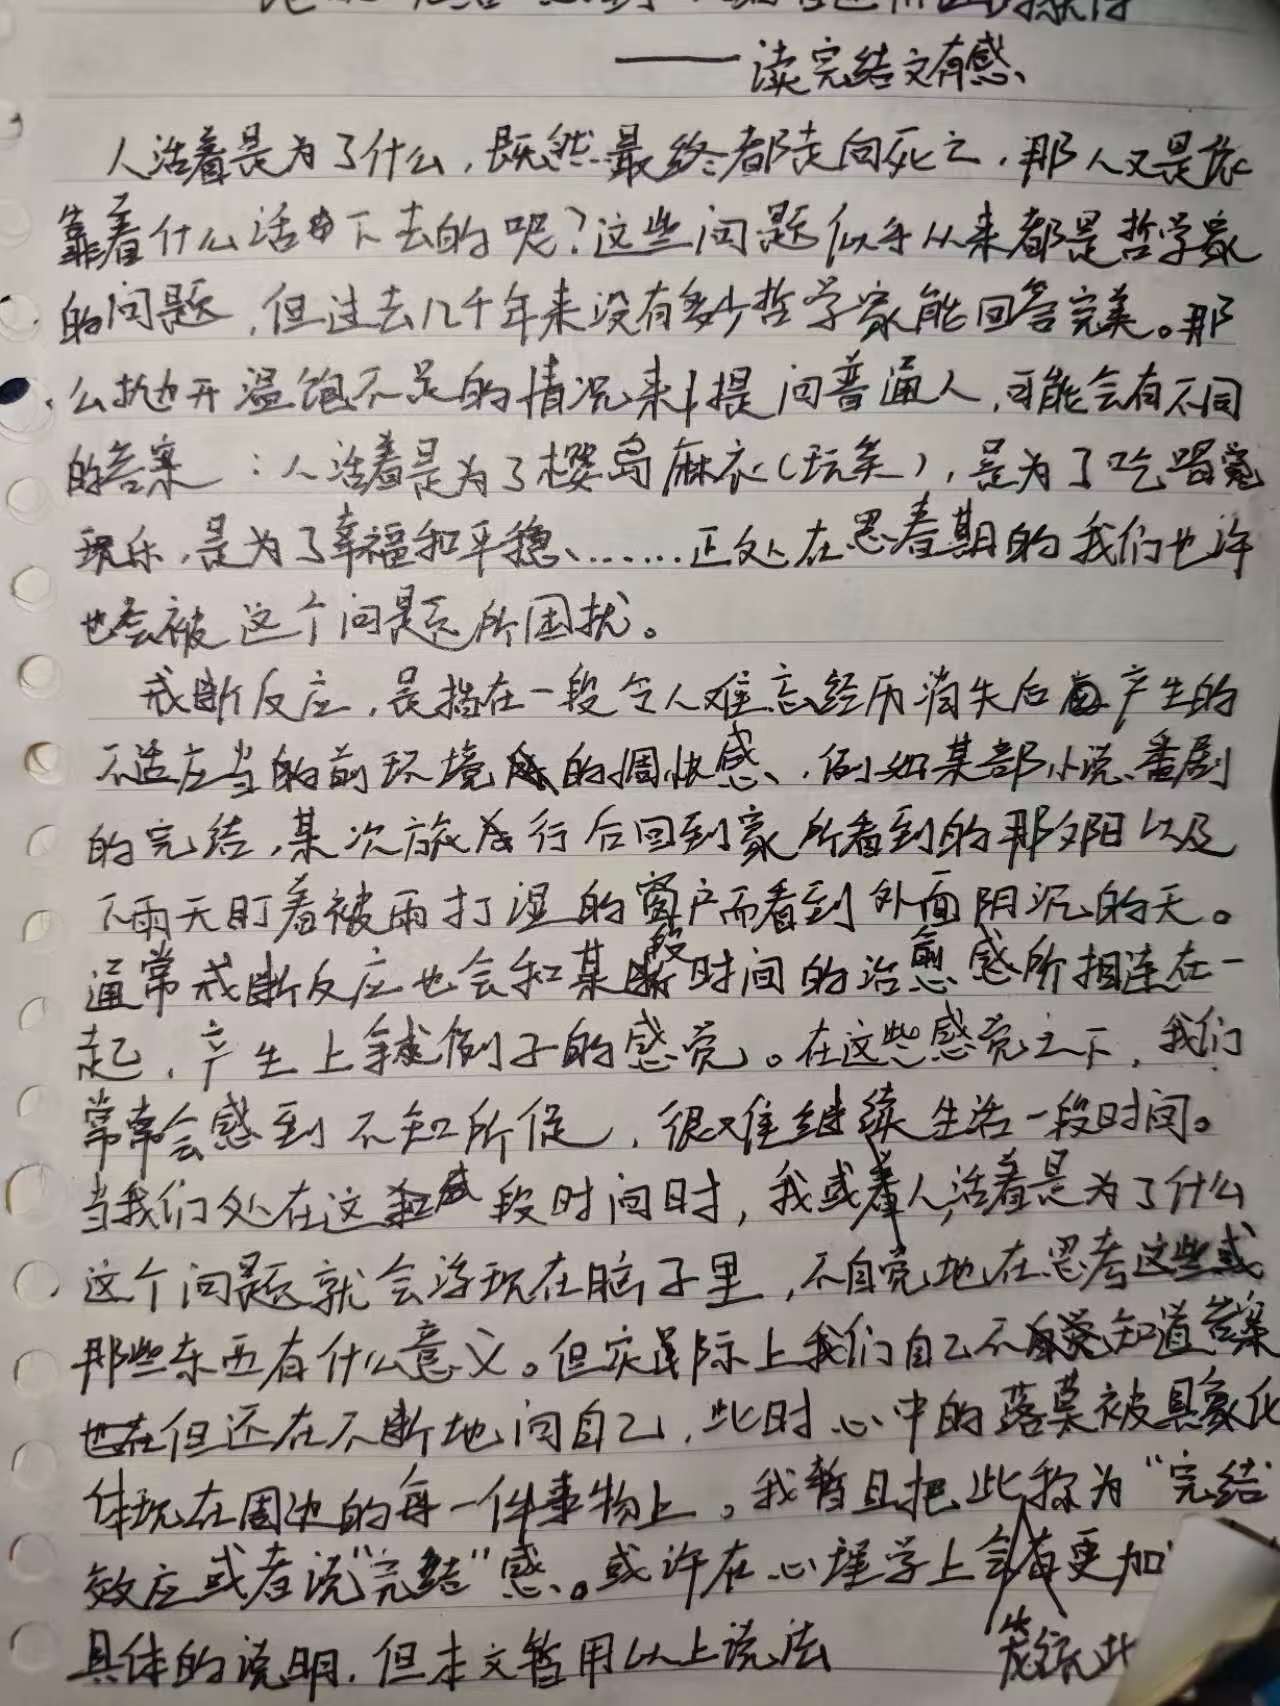 ——读完结文有感
人活着是为了什么,既然最终都走向死亡,那人又是依
靠着什么活下去的呢?这些问题似乎从来都是哲学家
的问题,但过去几千年来没有多少哲学家能回答完美。那
么抛开温饱不足的情况来提问普通人,可能会有不同
的答案:人活着是为了樱岛麻衣(玩笑),是为了吃喝
玩乐,是为了幸福和平稳、……正处在思春期的我们也许
也会被这个问题所困扰。
戒断反应,是指在一段令人难忘经历消失后产生的
不适应当的前环境的惆怅感、例如某部小说、番剧
的完结,某次旅行后回到家所看到的那夕阳以及
下雨天盯着被雨打湿的窗户而看到外面阴沉的天。
通常戒断反应也会和某段时间的治愈感所相连在一
起,产生上述例子的感觉。在这些感觉之下,我们
常常会感到不知所促,很难继续生活一段时间。
当我们处在这段时间时,我或着人活着是为了什么
这个问题就会浮现在脑子里,不自觉地在思考这些或
那些东西有什么意义。但实际上我们自己不知道答案
但还在不断地问自己,此时心中的落莫被具象化
体现在周边的每一件事物上。我暂且把此称为“完结
效应或者说“完结”感。或许在心理学上会有更加
具体的说明,但本文暂用以上说法